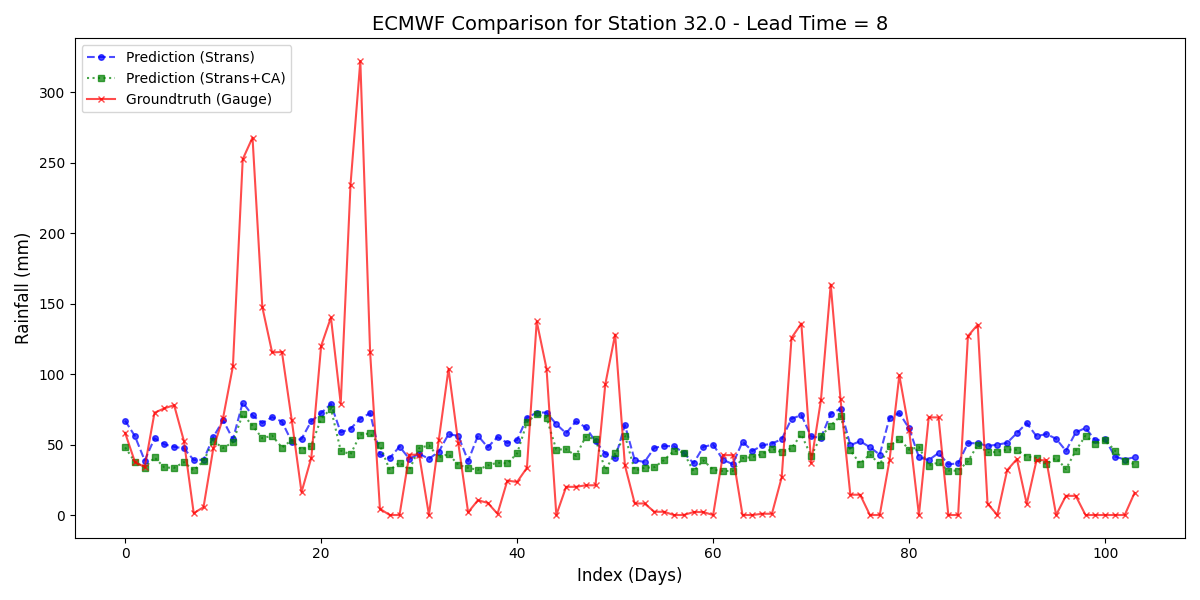 ECMWF Comparison for Station 32.0 - Lead Time = 8
Prediction (Strans)
Prediction (Strans+CA)
Groundtruth (Gauge)
Rainfall (mm)
300
250
200
150
100
50
0
0 20 40 60 80 100
Index (Days)